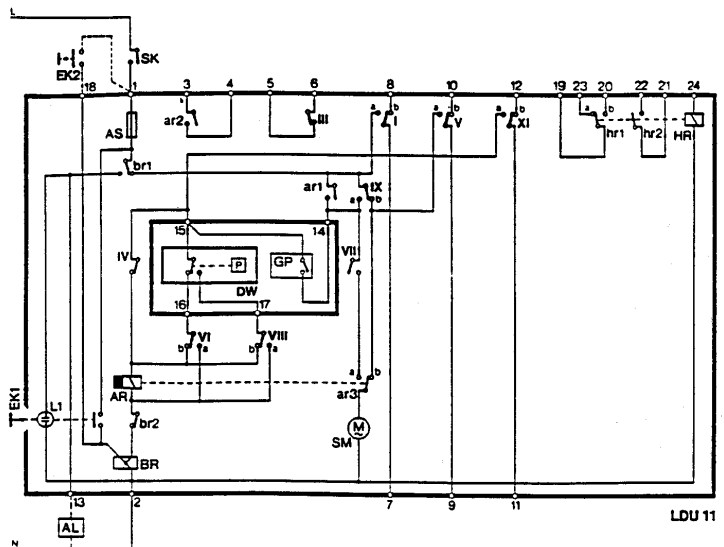 L
EK2
SK
18 1 3 4 5 6 8 10 12 19 23 20 22 21 24
AS
ar2
III
a b I
a b V
a b XI
a b
hr1
hr2
HR
br1
ar1
IX
a b
15 14
IV
P
GP
VII
DW
16 17
VI
b a
VIII
b a
AR
a b
ar3
EK1
L1
br2
M
SM
BR
13 2 7 9 11
LDU 11
AL
N